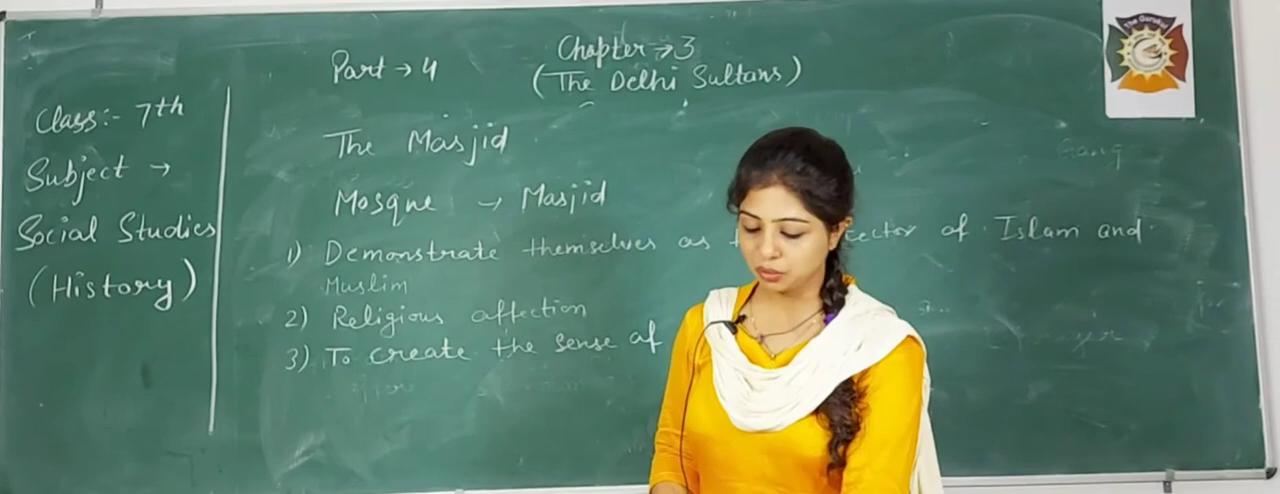 Part → 4
Chapter → 3
(The Delhi Sultans)
Class:- 7th
Subject →
Social Studies
(History)
The Masjid
Mosque → Masjid
1) Demonstrate themselves as of Islam and
Muslim
2) Religious affection
3) To create the sense of
The Gurukul